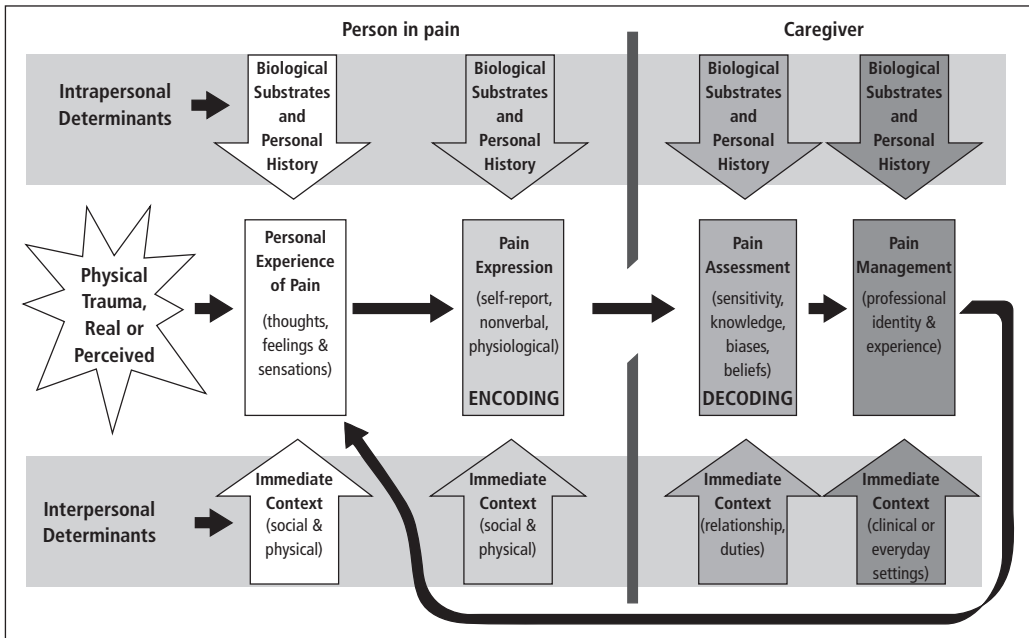 Person in pain
Caregiver
Intrapersonal
Determinants
Biological
Substrates
and
Personal
History
Biological
Substrates
and
Personal
History
Biological
Substrates
and
Personal
History
Biological
Substrates
and
Personal
History
Physical
Trauma,
Real or
Perceived
Personal
Experience
of Pain
(thoughts,
feelings &
sensations)
Pain
Expression
(self-report,
nonverbal,
physiological)
ENCODING
Pain
Assessment
(sensitivity,
knowledge,
biases,
beliefs)
DECODING
Pain
Management
(professional
identity &
experience)
Interpersonal
Determinants
Immediate
Context
(social &
physical)
Immediate
Context
(social &
physical)
Immediate
Context
(relationship,
duties)
Immediate
Context
(clinical or
everyday
settings)